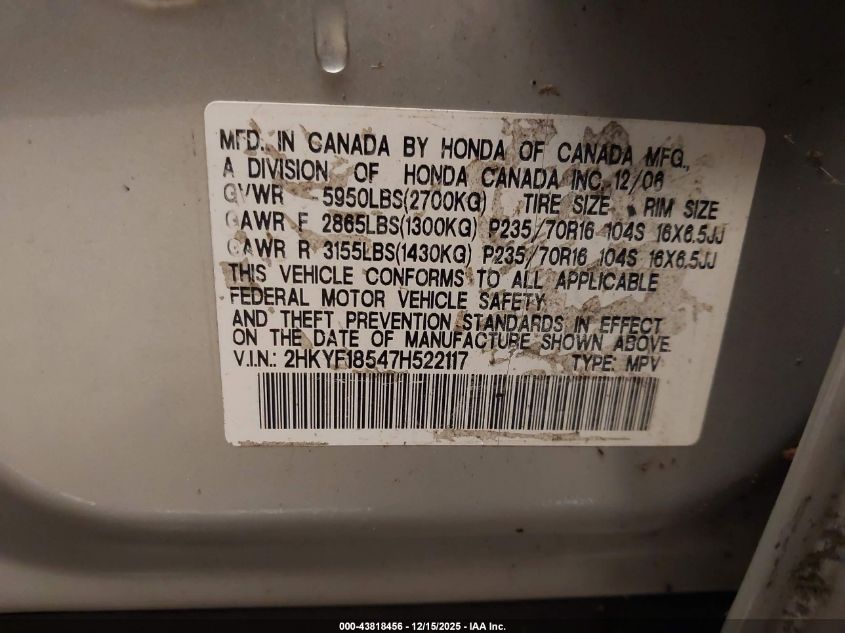 MFD. IN CANADA BY HONDA OF CANADA MFG.,
A DIVISION OF HONDA CANADA INC. 12/06
GVWR 5950LBS(2700KG) TIRE SIZE RIM SIZE
GAWR F 2865LBS(1300KG) P235/70R16 104S 16X6.5JJ
GAWR R 3155LBS(1430KG) P235/70R16 104S 16X6.5JJ
THIS VEHICLE CONFORMS TO ALL APPLICABLE
FEDERAL MOTOR VEHICLE SAFETY
AND THEFT PREVENTION STANDARDS IN EFFECT
ON THE DATE OF MANUFACTURE SHOWN ABOVE.
V.I.N.: 2HKYF18547H522117 TYPE: MPV
000-43818456 - 12/15/2025 - IAA Inc.